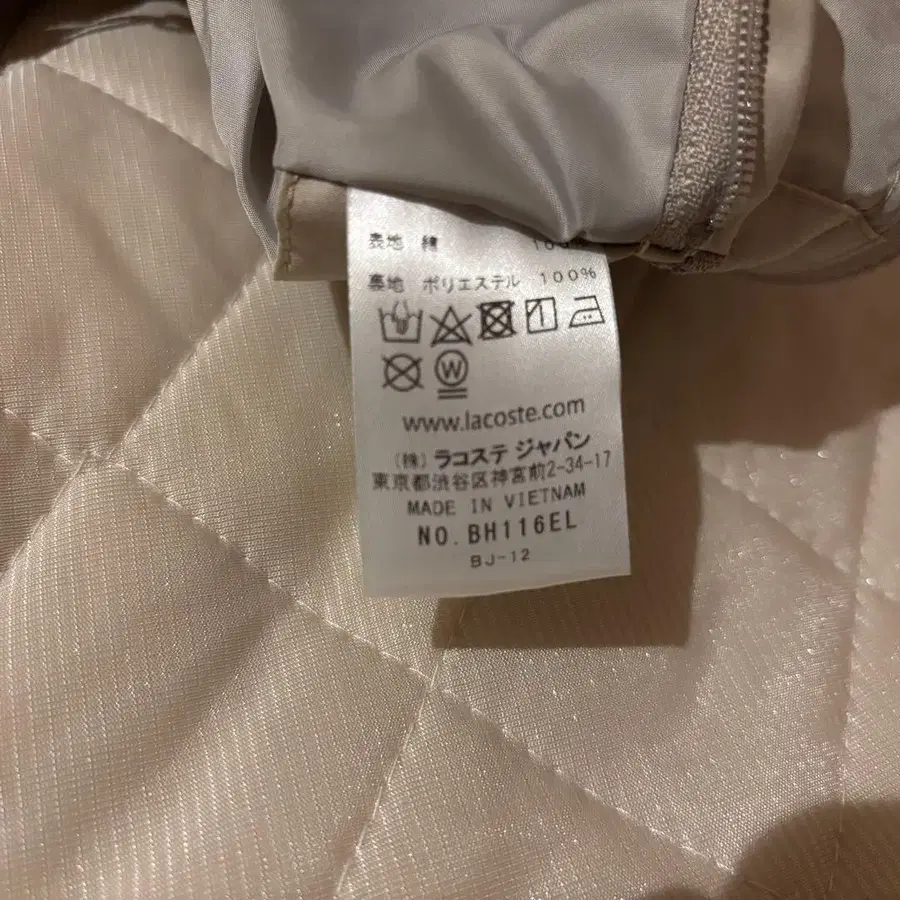 表地 綿 100%
裏地 ポリエステル 100%
W
www.lacoste.com
(株) ラコステ ジャパン
東京都渋谷区神宮前2-34-17
MADE IN VIETNAM
NO. BH116EL
BJ-12